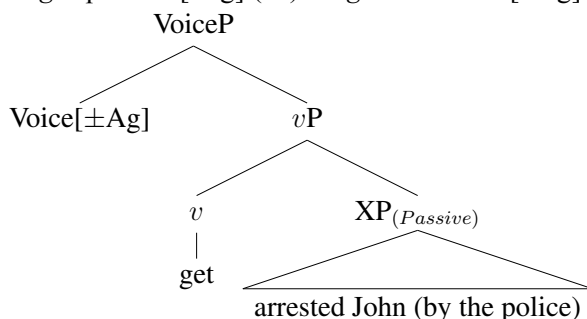 VoiceP
Voice[±Ag] vP
v XP(Passive)
get
arrested John (by the police)